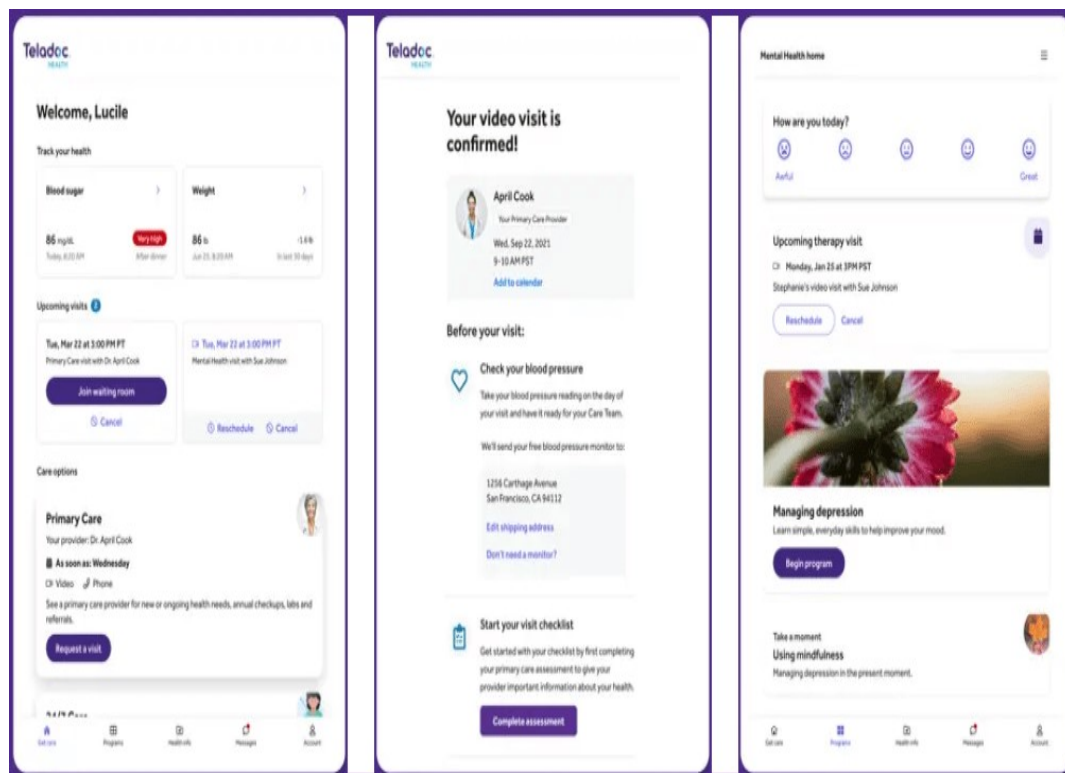 Teladoc
HEALTH
Welcome, Lucile
Track your health
Blood sugar
86 mg/dL
Very high
Today, 8:20 AM
After dinner
Weight
86 lb
-1.6 lb
Jun 25, 8:20 AM
In last 30 days
Upcoming visits 2
Tue, Mar 22 at 3:00 PM PT
Primary Care visit with Dr. April Cook
Join waiting room
Cancel
Tue, Mar 22 at 3:00 PM PT
Mental Health visit with Sue Johnson
Reschedule Cancel
Care options
Primary Care
Your provider: Dr. April Cook
As soon as: Wednesday
Video Phone
See a primary care provider for new or ongoing health needs, annual checkups, labs and
referrals.
Request a visit
24/7 Care
Get care Programs Health info Messages Account
Teladoc
HEALTH
Your video visit is
confirmed!
April Cook
Your Primary Care Provider
Wed, Sep 22, 2021
9-10 AM PST
Add to calendar
Before your visit:
Check your blood pressure
Take your blood pressure reading on the day of
your visit and have it ready for your Care Team.
We'll send your free blood pressure monitor to:
1256 Carthage Avenue
San Francisco, CA 94112
Edit shipping address
Don't need a monitor?
Start your visit checklist
Get started with your checklist by first completing
your primary care assessment to give your
provider important information about your health.
Complete assessment
Mental Health home
How are you today?
Awful
Great
Upcoming therapy visit
Monday, Jan 25 at 3PM PST
Stephanie's video visit with Sue Johnson
Reschedule Cancel
Managing depression
Learn simple, everyday skills to help improve your mood.
Begin program
Take a moment
Using mindfulness
Managing depression in the present moment.
Get care Programs Health info Messages Account